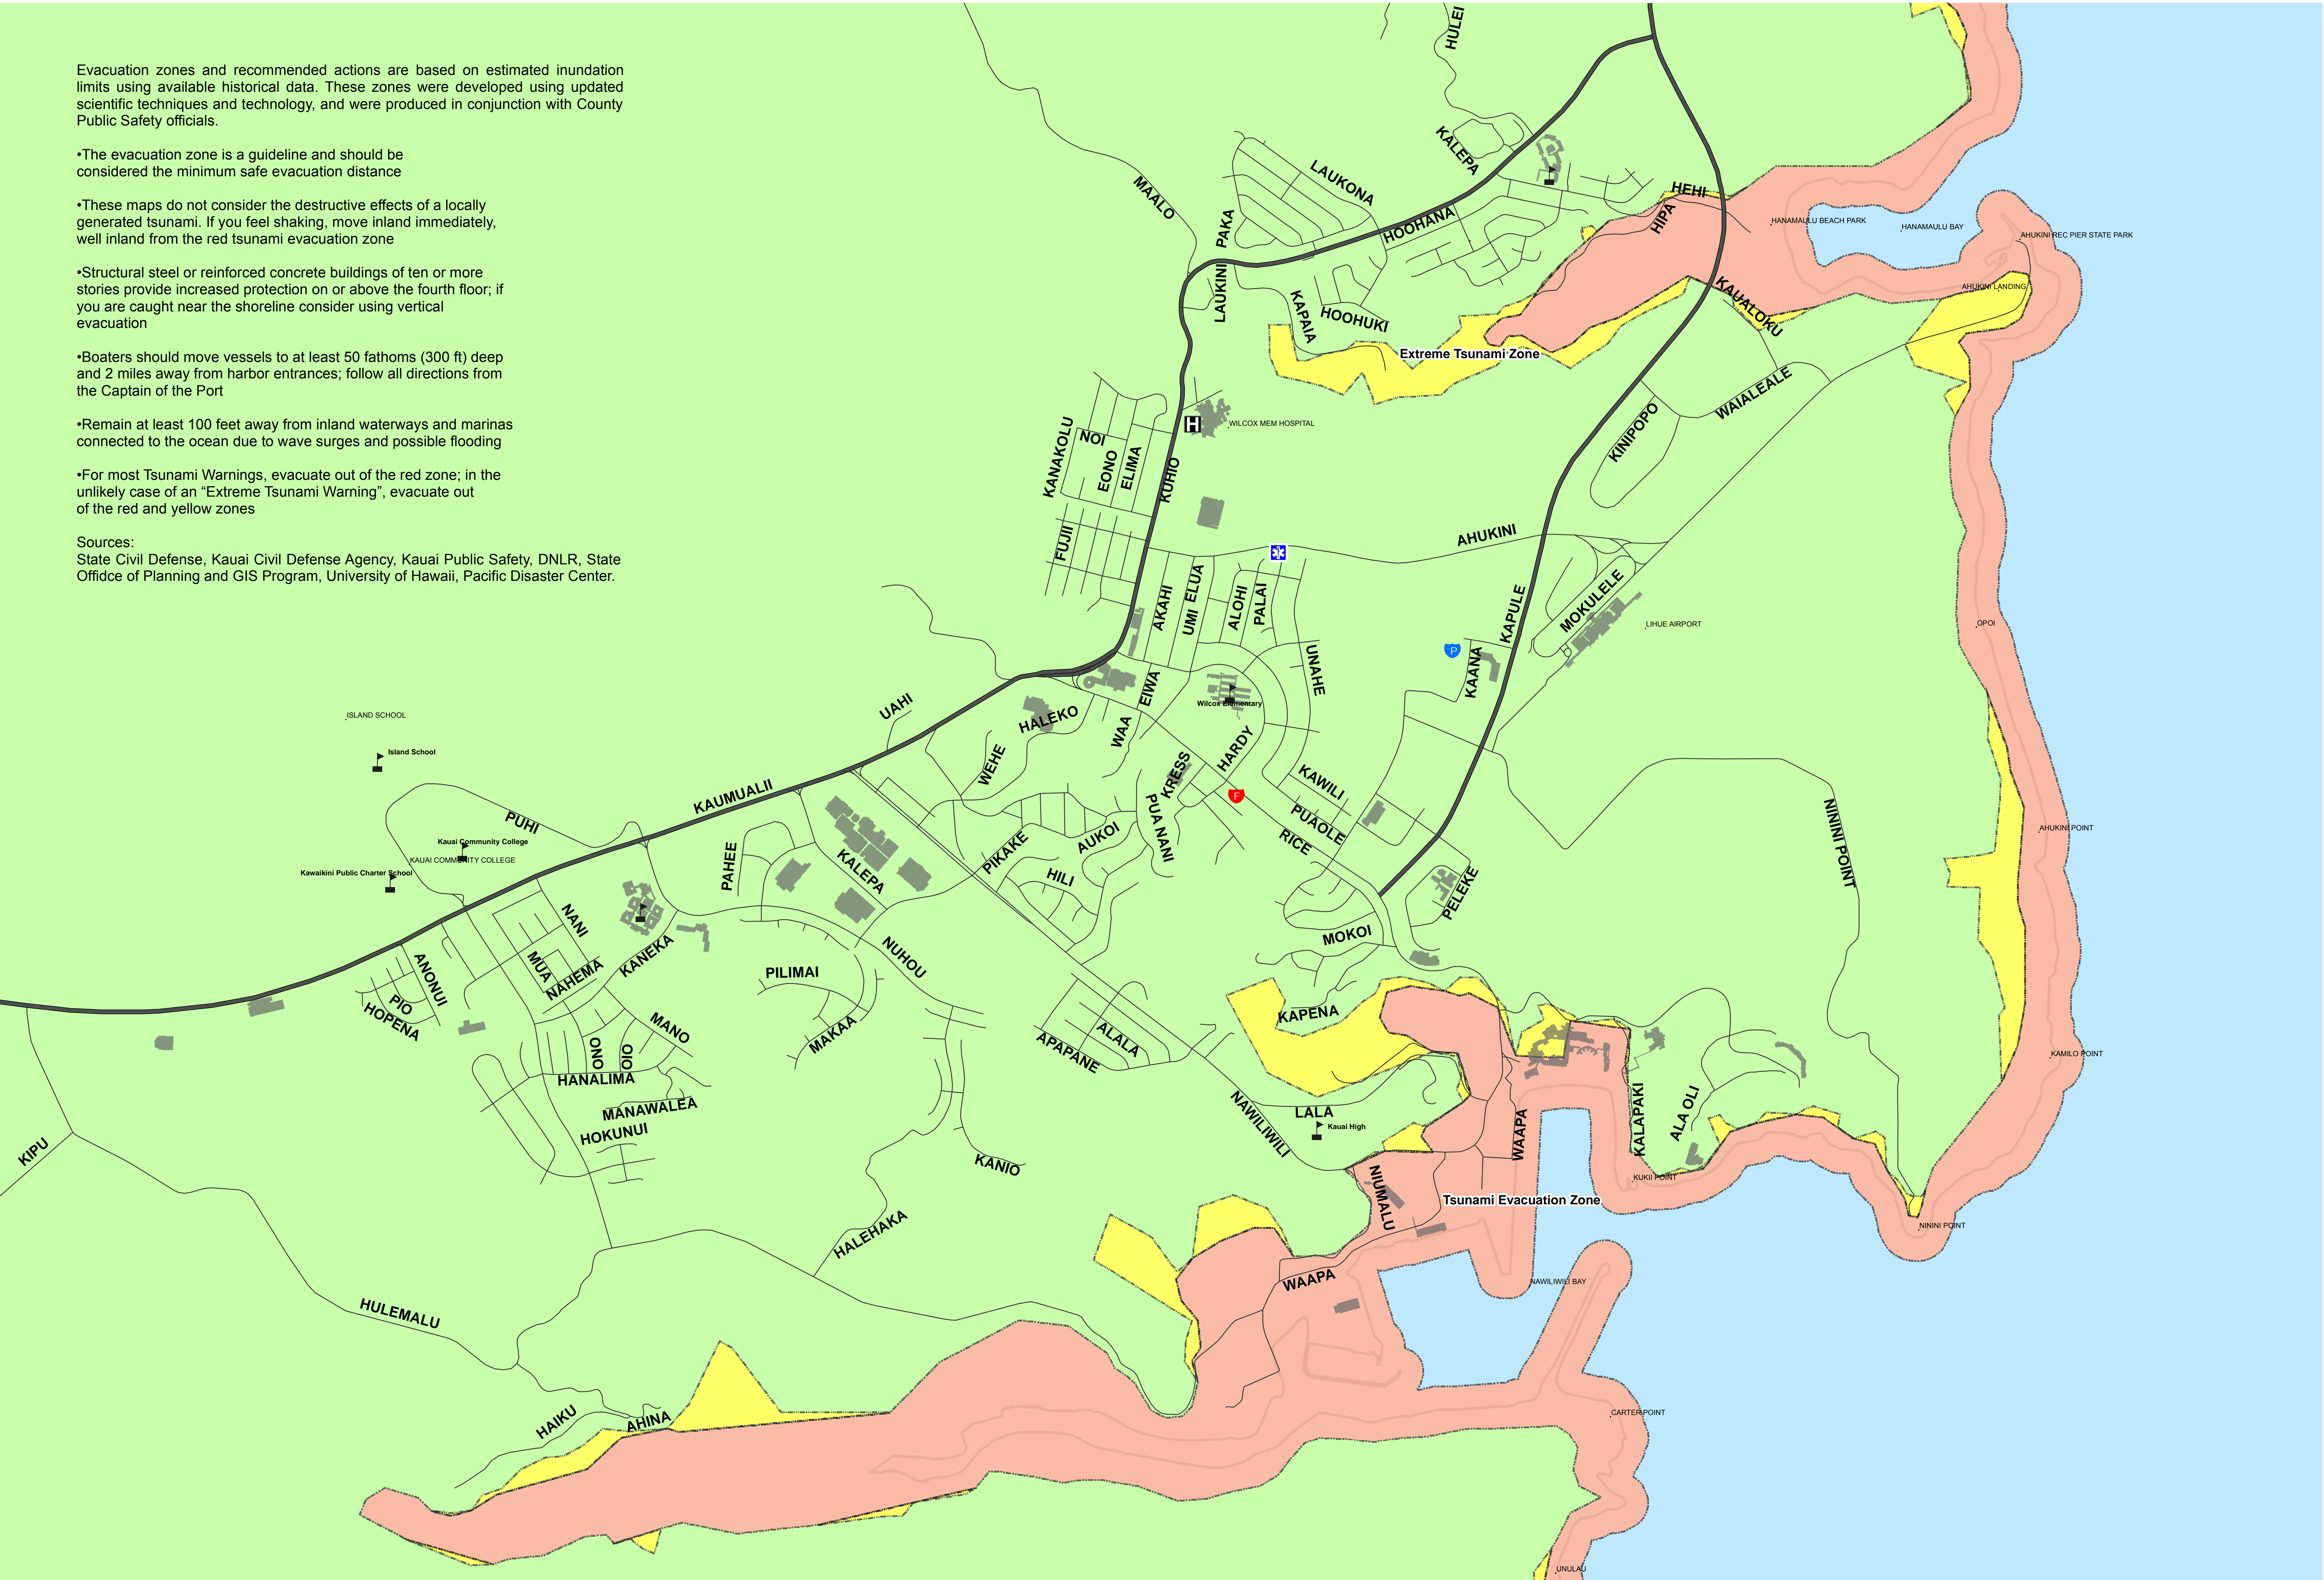 Evacuation zones and recommended actions are based on estimated inundation
limits using available historical data. These zones were developed using updated
scientific techniques and technology, and were produced in conjunction with County
Public Safety officials.
•The evacuation zone is a guideline and should be
considered the minimum safe evacuation distance
•These maps do not consider the destructive effects of a locally
generated tsunami. If you feel shaking, move inland immediately,
well inland from the red tsunami evacuation zone
•Structural steel or reinforced concrete buildings of ten or more
stories provide increased protection on or above the fourth floor; if
you are caught near the shoreline consider using vertical
evacuation
•Boaters should move vessels to at least 50 fathoms (300 ft) deep
and 2 miles away from harbor entrances; follow all directions from
the Captain of the Port
•Remain at least 100 feet away from inland waterways and marinas
connected to the ocean due to wave surges and possible flooding
•For most Tsunami Warnings, evacuate out of the red zone; in the
unlikely case of an “Extreme Tsunami Warning”, evacuate out
of the red and yellow zones
Sources:
State Civil Defense, Kauai Civil Defense Agency, Kauai Public Safety, DNLR, State
Offidce of Planning and GIS Program, University of Hawaii, Pacific Disaster Center.
HULEI
KALEPA
LAUKONA
MAALO
PAKA
HOOHANA
HEHI
HIPA
HANAMAULU BEACH PARK
HANAMAULU BAY
AHUKINI REC PIER STATE PARK
LAUKINI
KAPAIA
HOOHUKI
KAUALOKU
AHUKINI LANDING
Extreme Tsunami Zone
WAIALEALE
KINIPOPO
H
WILCOX MEM HOSPITAL
KANAKOLU
NOI
EONO
ELIMA
KUHIO
FUJII
AHUKINI
AKAHI
UMI
ELUA
ALOHI
PALAI
MOKULELE
LIHUE AIRPORT
OPOI
KAPULE
P
KAANA
UNAHE
EIWA
Wilcox Elementary
UAHI
HALEKO
WAA
WEHE
HARDY
KRESS
F
ISLAND SCHOOL
Island School
KAUMUALII
KAWILI
PUAOLE
RICE
PUHI
Kauai Community College
KAUAI COMMUNITY COLLEGE
Kawaikini Public Charter School
PAHEE
KALEPA
PIKAKE
AUKOI
PUA NANI
HILI
NININI POINT
AHUKINI POINT
PELEKE
MOKOI
NANI
MUA
NAHEMA
KANEKA
NUHOU
ANONUI
PIO
HOPENA
PILIMAI
MAKAA
MANO
ONO
OIO
HANALIMA
MANAWALEA
HOKUNUI
APAPANE
ALALA
KAPENA
KAMILO POINT
KALAPAKI
ALA OLI
WAAPA
LALA
Kauai High
NAWILIWILI
KIPU
KANIO
HALEHAKA
NIUMALU
KUKII POINT
Tsunami Evacuation Zone
NININI POINT
NAWILIWILI BAY
WAAPA
HULEMALU
HAIKU
AHINA
CARTER POINT
UNULAU